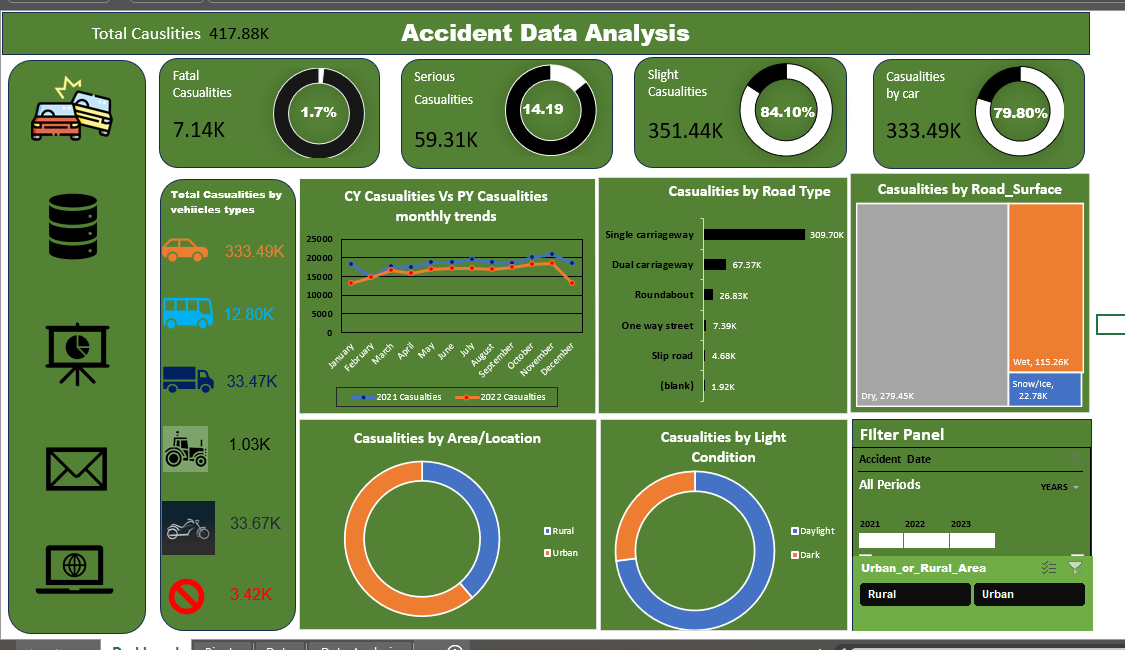 Total Causlities 417.88K
Accident Data Analysis
Fatal
Casualities
7.14K
1.7%
Serious
Casualities
59.31K
14.19
Slight
Casualities
351.44K
84.10%
Casualities
by car
333.49K
79.80%
Total Casualities by
vehiicles types
333.49K
12.80K
33.47K
1.03K
33.67K
3.42K
CY Casualities Vs PY Casualities
monthly trends
25000
20000
15000
10000
5000
0
January
February
March
April
May
June
July
August
September
October
November
December
2021 Casualties
2022 Casualties
Casualities by Road Type
Single carriageway 309.70K
Dual carriageway 67.37K
Roundabout 26.83K
One way street 7.39K
Slip road 4.68K
(blank) 1.92K
Casualities by Road_Surface
Dry, 279.45K
Wet, 115.26K
Snow/Ice,
22.78K
Casualities by Area/Location
Rural
Urban
Casualities by Light
Condition
Daylight
Dark
FIlter Panel
Accident Date
All Periods
YEARS
2021 2022 2023
Urban_or_Rural_Area
Rural
Urban